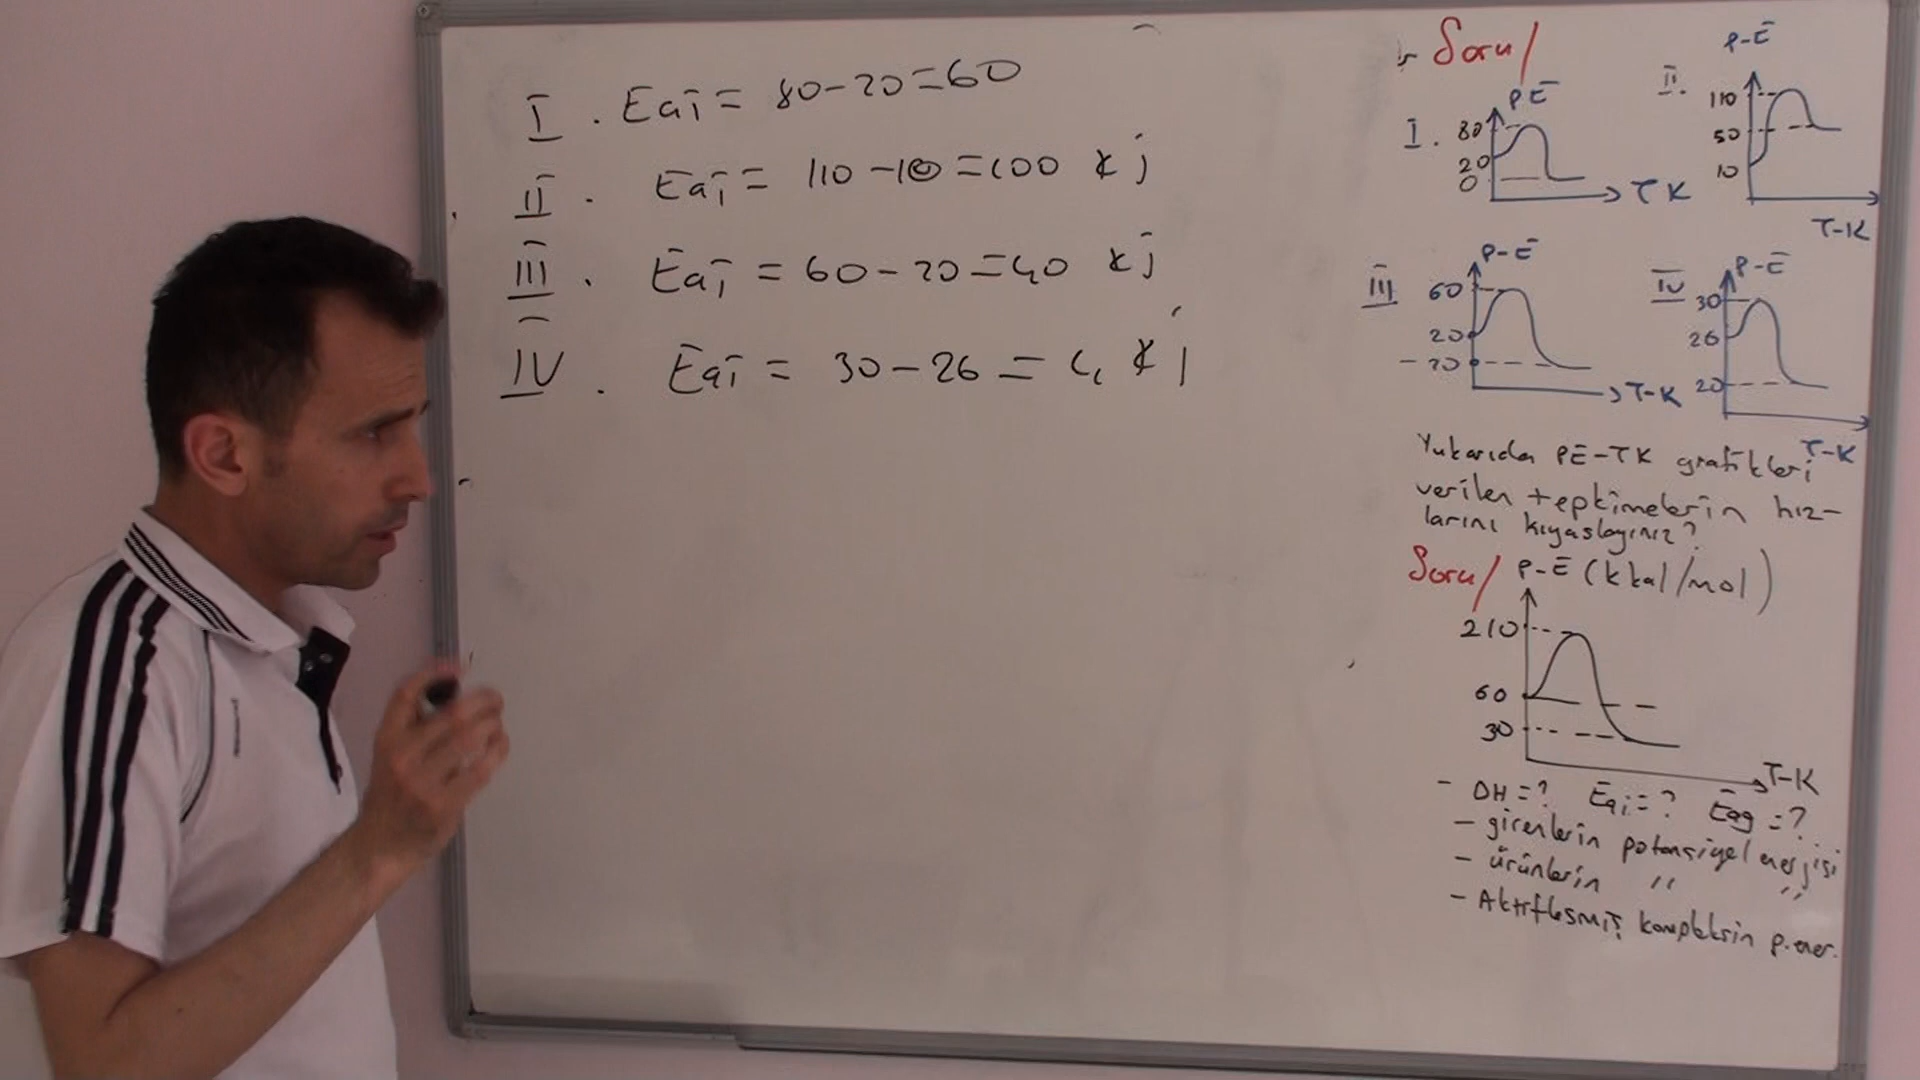 I . Eai = 80-20=60
II . Eai = 110-10=100 kj
III . Eai = 60-20=40 kj
IV . Eai = 30-26 = 4 kj
Soru/
I.
PE
80
20
0
TK
II.
P-E
110
50
10
T-K
III
P-E
60
20
-20
T-K
IV
P-E
30
26
20
T-K
Yukarıda PE-TK grafikleri
verilen tepkimelerin hız-
larını kıyaslayınız?
Soru/ P-E (kkal/mol)
210
60
30
T-K
- DH=? Eai=? Eag=?
- girenlerin potansiyel enerjisi
- ürünlerin " "
- Aktifleşmiş kompleksin p.ener.